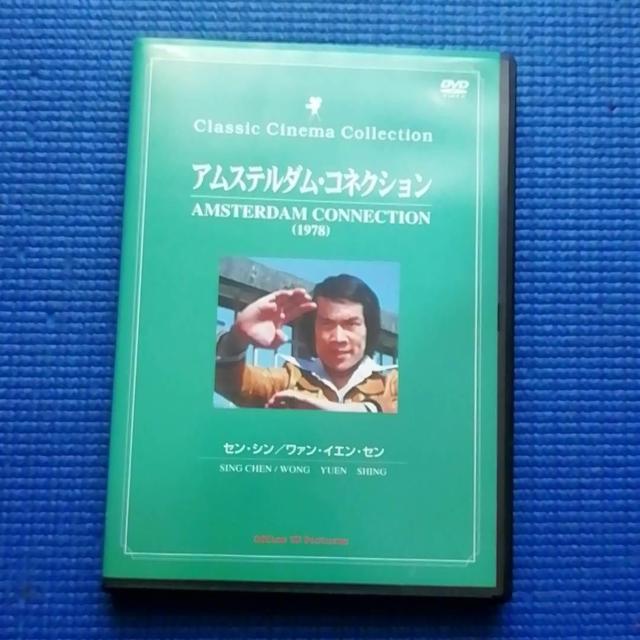 DVD
VIDEO
Classic Cinema Collection
アムステルダム・コネクション
AMSTERDAM CONNECTION
(1978)
セン・シン/ワァン・イエン・セン
SING CHEN / WONG YUEN SHING